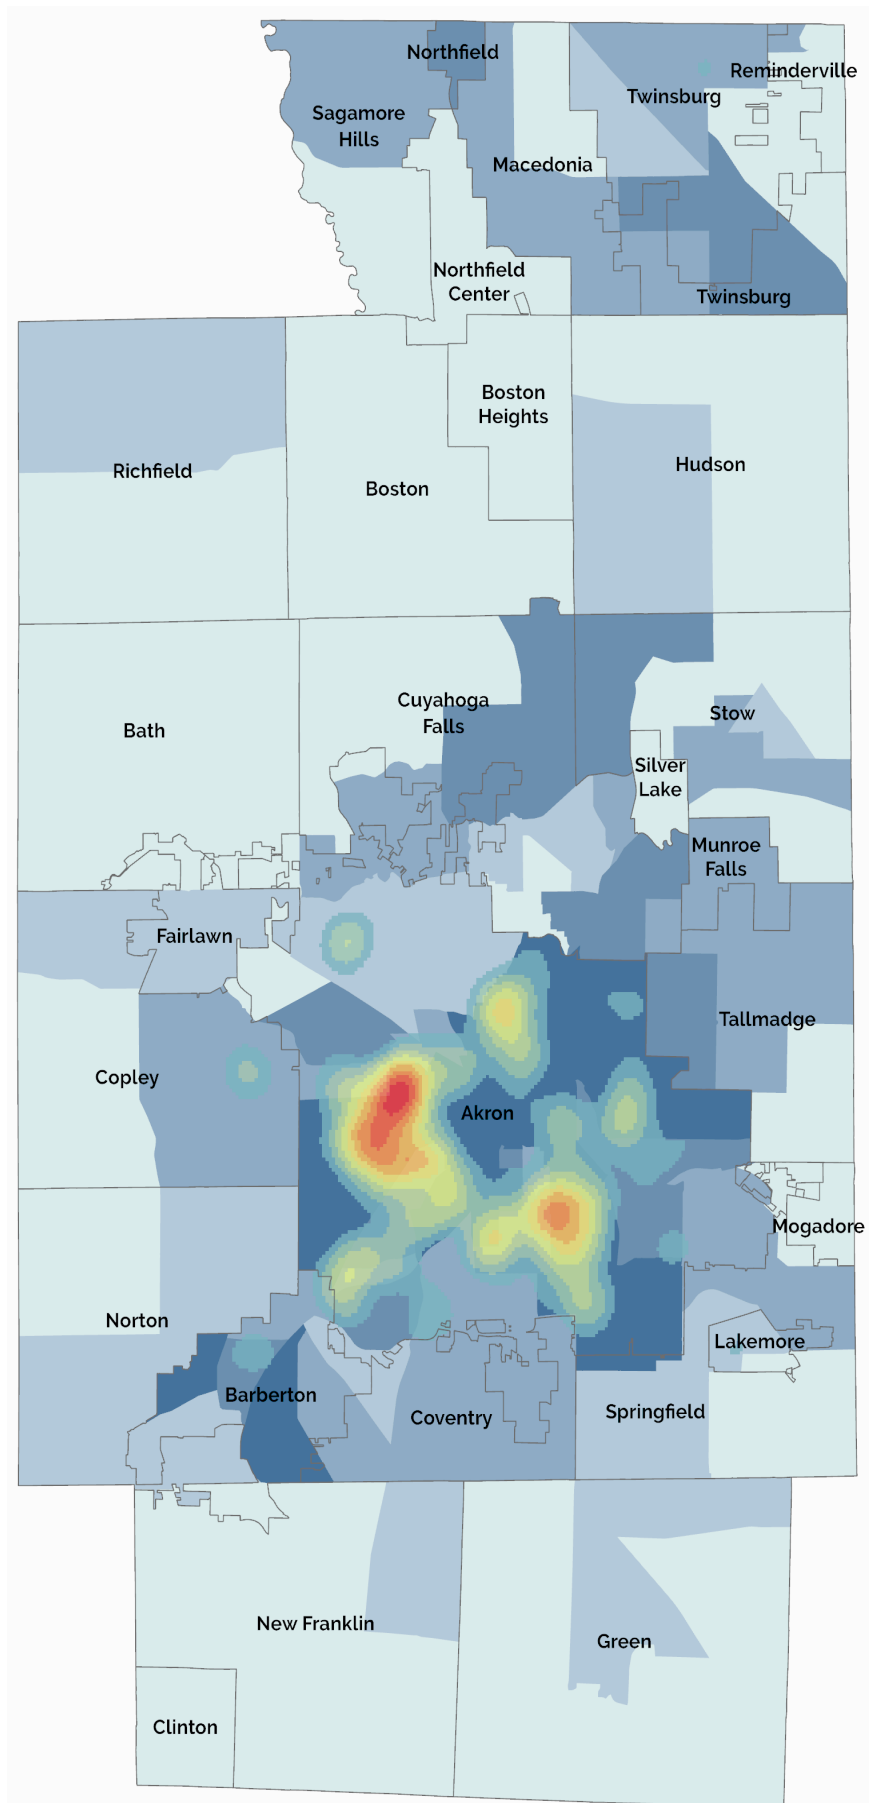 Northfield
Reminderville
Twinsburg
Sagamore
Hills
Macedonia
Northfield
Center
Twinsburg
Boston
Heights
Hudson
Richfield
Boston
Cuyahoga
Falls
Stow
Bath
Silver
Lake
Munroe
Falls
Fairlawn
Tallmadge
Copley
Akron
Mogadore
Norton
Lakemore
Barberton
Springfield
Coventry
New Franklin
Green
Clinton